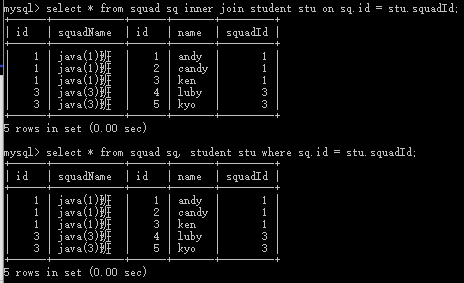 mysql> select * from squad sq inner join student stu on sq.id = stu.squadId;
| id | squadName | id | name | squadId |
| 1 | java(1)班 | 1 | andy | 1 |
| 1 | java(1)班 | 2 | candy | 1 |
| 1 | java(1)班 | 3 | ken | 1 |
| 3 | java(3)班 | 4 | luby | 3 |
| 3 | java(3)班 | 5 | kyo | 3 |
5 rows in set (0.00 sec)
mysql> select * from squad sq, student stu where sq.id = stu.squadId;
| id | squadName | id | name | squadId |
| 1 | java(1)班 | 1 | andy | 1 |
| 1 | java(1)班 | 2 | candy | 1 |
| 1 | java(1)班 | 3 | ken | 1 |
| 3 | java(3)班 | 4 | luby | 3 |
| 3 | java(3)班 | 5 | kyo | 3 |
5 rows in set (0.00 sec)